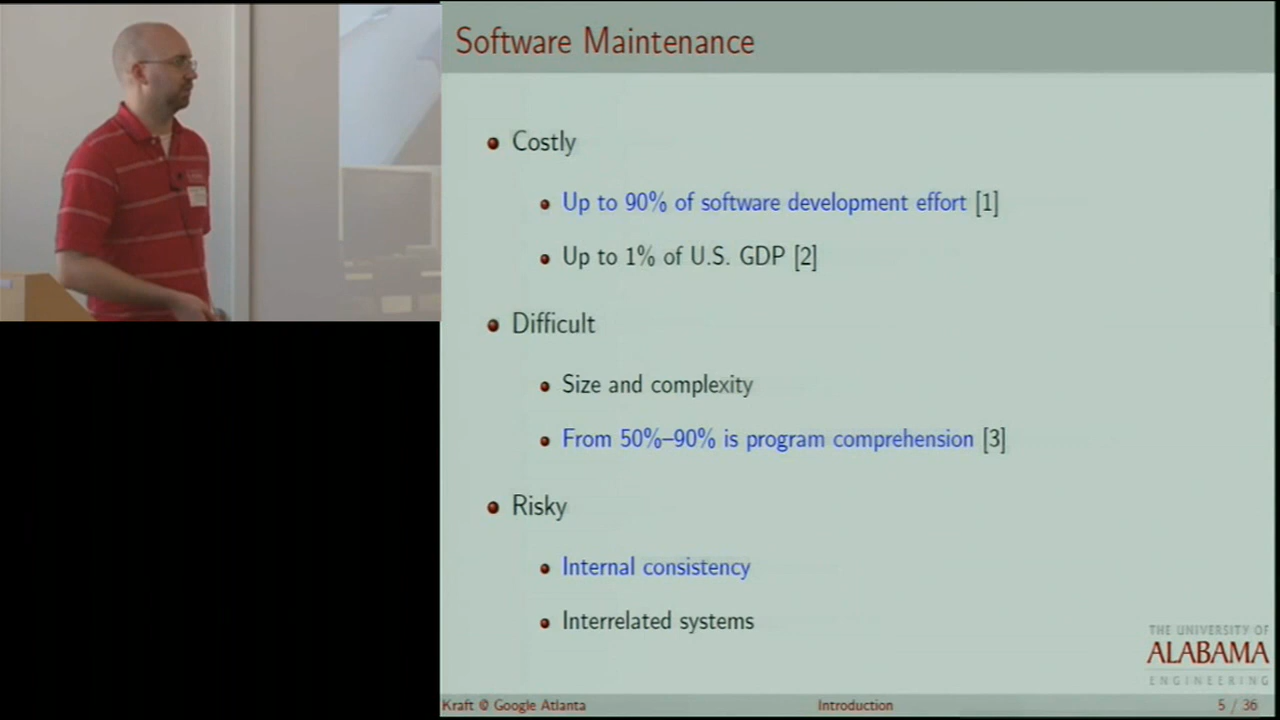 Software Maintenance
Costly
Up to 90% of software development effort [1]
Up to 1% of U.S. GDP [2]
Difficult
Size and complexity
From 50%–90% is program comprehension [3]
Risky
Internal consistency
Interrelated systems
THE UNIVERSITY OF
ALABAMA
ENGINEERING
Kraft @ Google Atlanta
Introduction
5 / 36